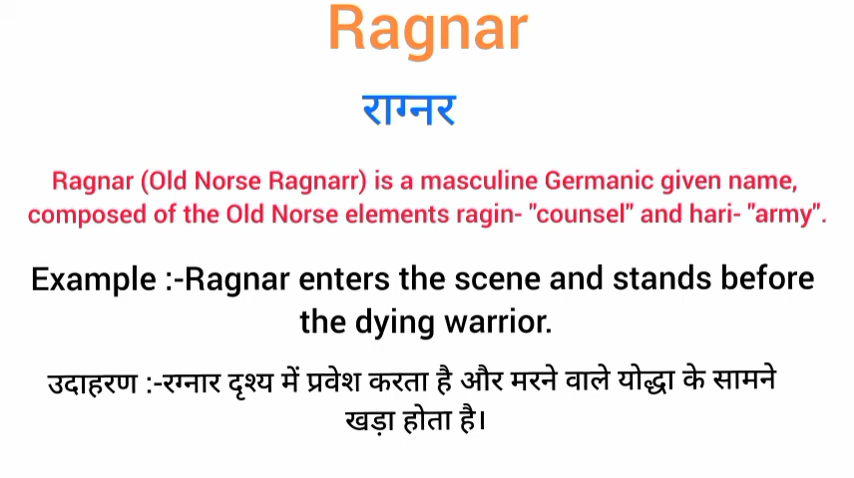 Ragnar
राग्नर
Ragnar (Old Norse Ragnarr) is a masculine Germanic given name,
composed of the Old Norse elements ragin- "counsel" and hari- "army".
Example :-Ragnar enters the scene and stands before
the dying warrior.
उदाहरण :-रग्नार दृश्य में प्रवेश करता है और मरने वाले योद्धा के सामने
खड़ा होता है।